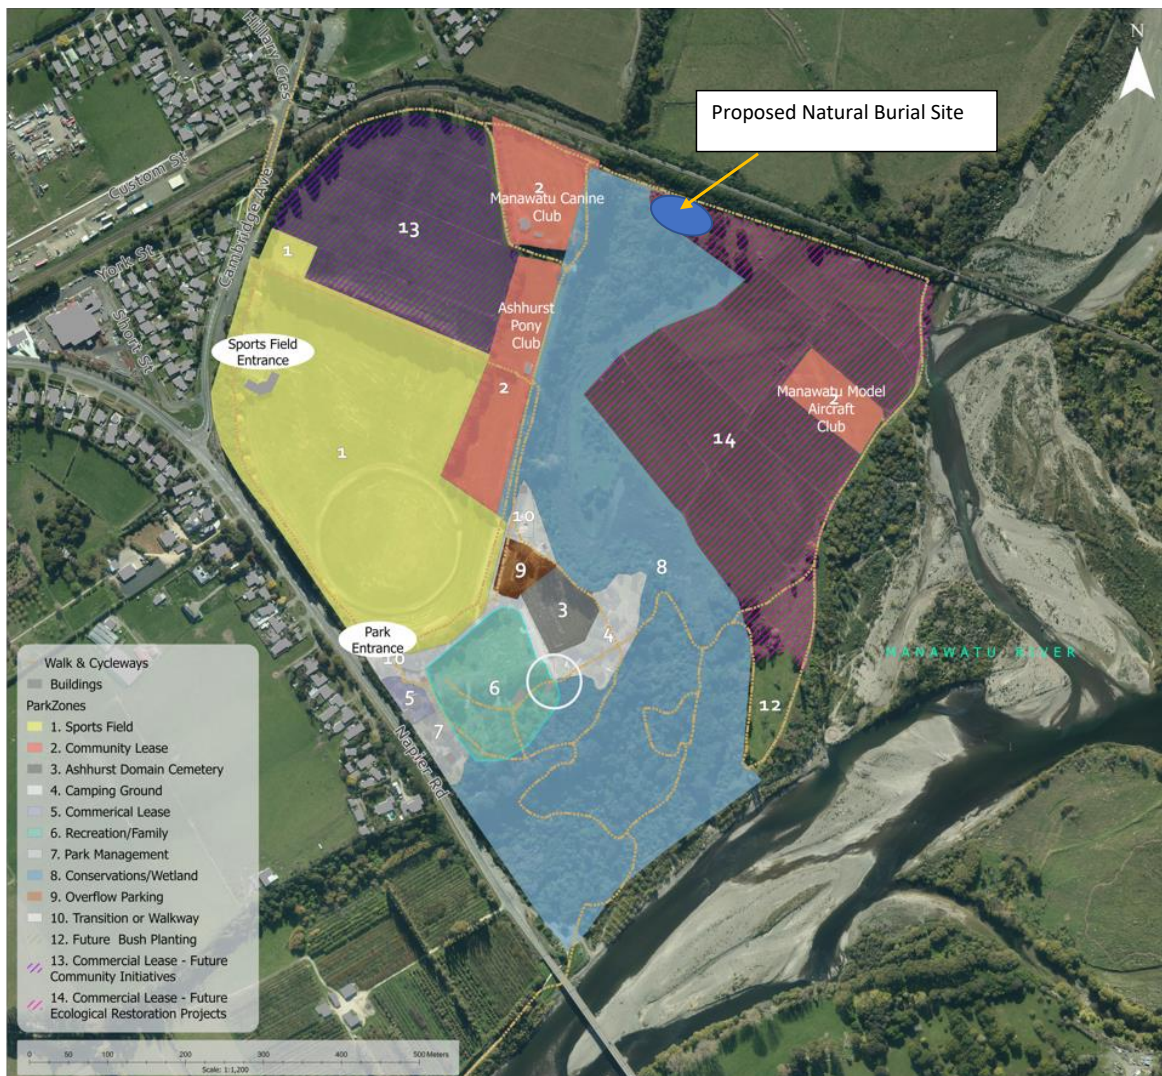 Hillary Cres
N
Proposed Natural Burial Site
Custom St
Cambridge Ave
2
Manawatu Canine
Club
13
1
York St
Short St
Ashhurst
Pony
Club
Sports Field
Entrance
2
Manawatu Model
2
Aircraft
Club
14
1
10
9
8
3
4
Park
Entrance
10
6
5
7
12
MANAWATU RIVER
Napier Rd
Walk & Cycleways
Buildings
ParkZones
1. Sports Field
2. Community Lease
3. Ashhurst Domain Cemetery
4. Camping Ground
5. Commerical Lease
6. Recreation/Family
7. Park Management
8. Conservations/Wetland
9. Overflow Parking
10. Transition or Walkway
12. Future Bush Planting
13. Commercial Lease - Future
Community Initiatives
14. Commercial Lease - Future
Ecological Restoration Projects
0 50 100 200 300 400 500 Meters
Scale: 1:1,200